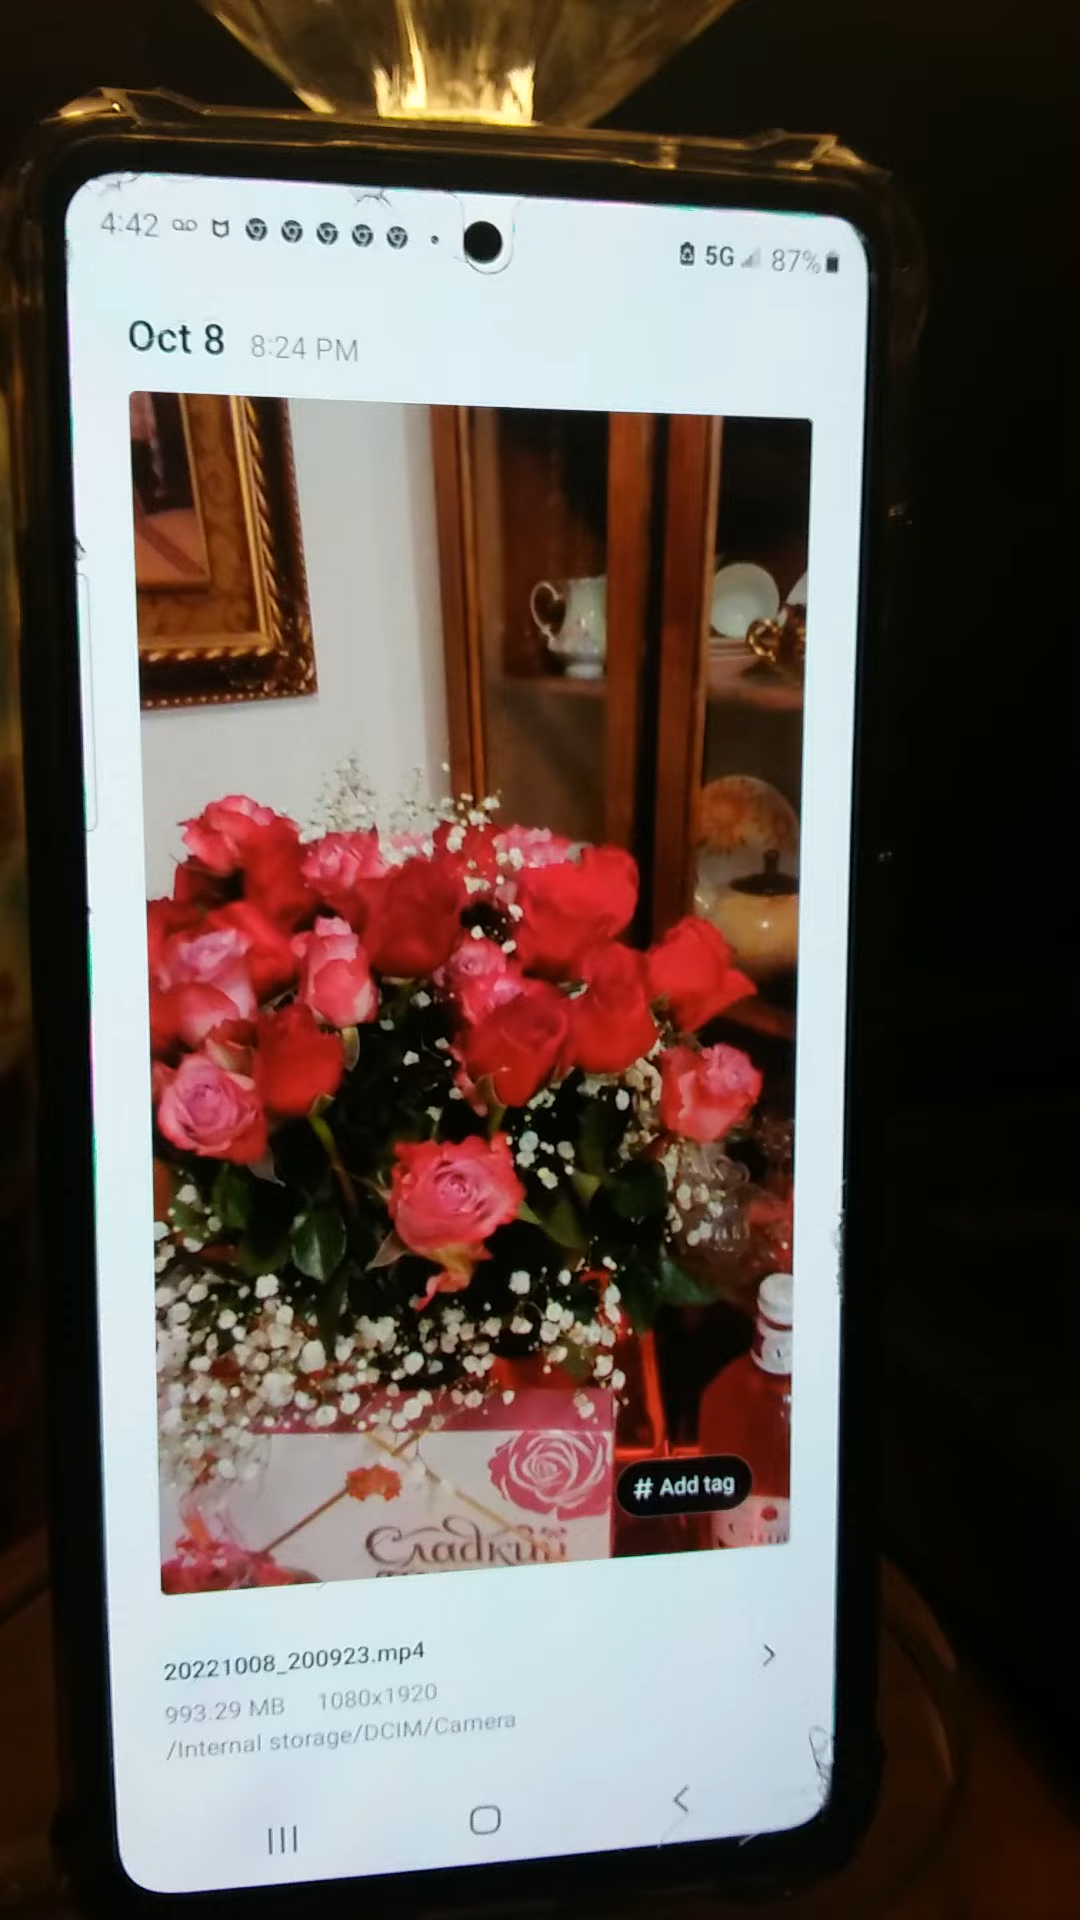 4:42 5G 87%
Oct 8 8:24 PM
# Add tag
Сладкий
20221008_200923.mp4
993.29 MB 1080x1920
/Internal storage/DCIM/Camera